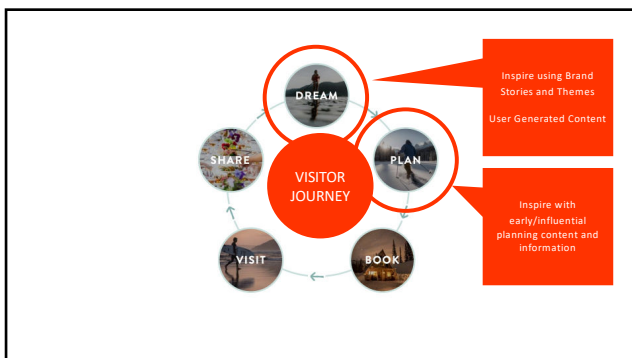 DREAM
PLAN
BOOK
VISIT
SHARE
VISITOR
JOURNEY
Inspire using Brand
Stories and Themes
User Generated Content
Inspire with
early/influential
planning content and
information